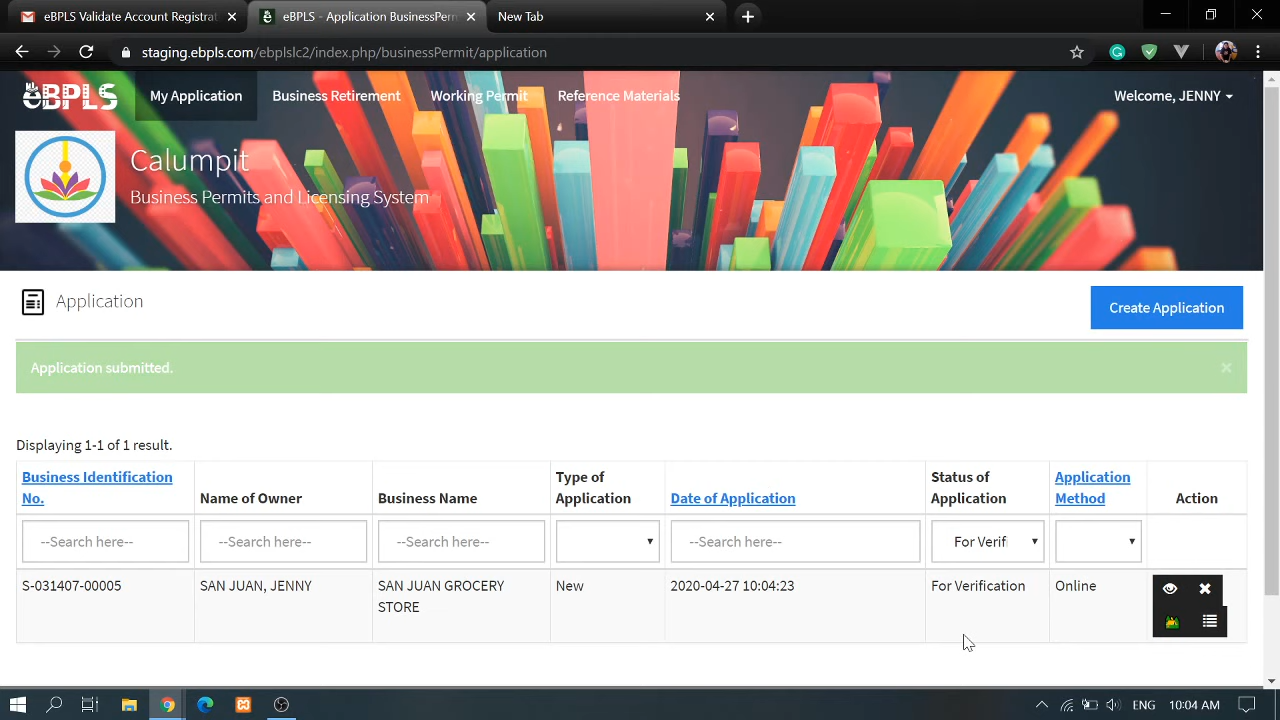 eBPLS Validate Account Registrat
eBPLS - Application BusinessPerm
New Tab
staging.ebpls.com/ebplslc2/index.php/businessPermit/application
eBPLS
My Application
Business Retirement
Working Permit
Reference Materials
Welcome, JENNY
Calumpit
Business Permits and Licensing System
Application
Create Application
Application submitted.
Displaying 1-1 of 1 result.
Business Identification
No.
Name of Owner
Business Name
Type of
Application
Date of Application
Status of
Application
Application
Method
Action
--Search here--
--Search here--
--Search here--
--Search here--
For Verif
S-031407-00005
SAN JUAN, JENNY
SAN JUAN GROCERY
STORE
New
2020-04-27 10:04:23
For Verification
Online
ENG
10:04 AM